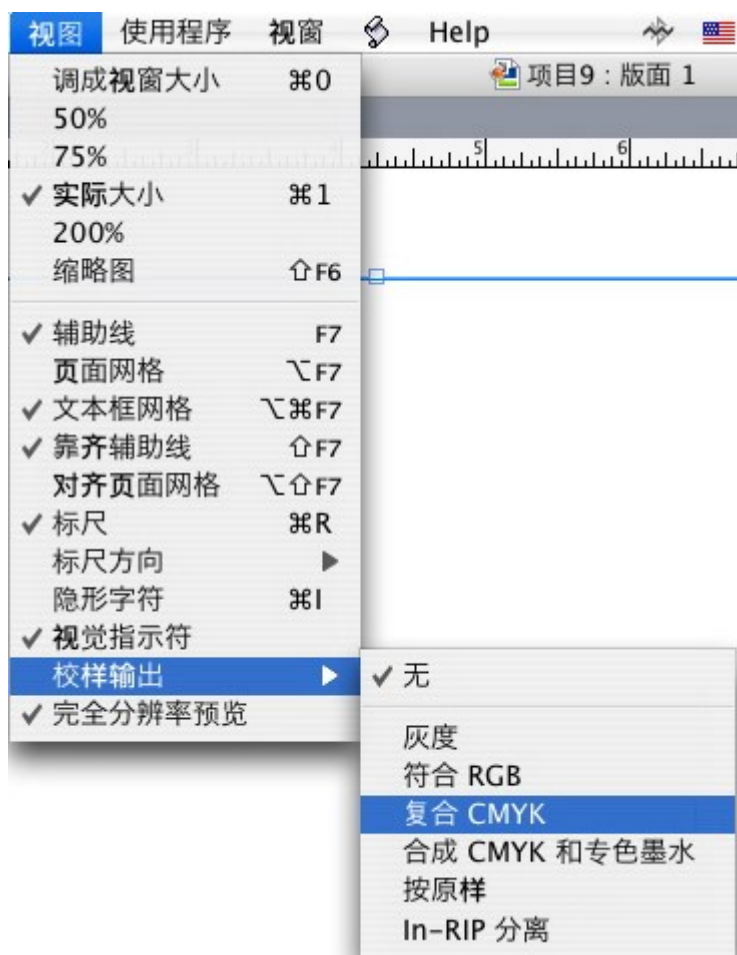 视图 使用程序 视窗 Help
项目9：版面 1
调成视窗大小 ⌘0
50%
75%
✓ 实际大小 ⌘1
200%
缩略图 ⇧F6
5 6
✓ 辅助线 F7
页面网格 ⌥F7
✓ 文本框网格 ⌥⌘F7
✓ 靠齐辅助线 ⇧F7
对齐页面网格 ⌥⇧F7
✓ 标尺 ⌘R
标尺方向 ▶
隐形字符 ⌘I
✓ 视觉指示符
校样输出 ▶
✓ 完全分辨率预览
✓ 无
灰度
符合 RGB
复合 CMYK
合成 CMYK 和专色墨水
按原样
In-RIP 分离